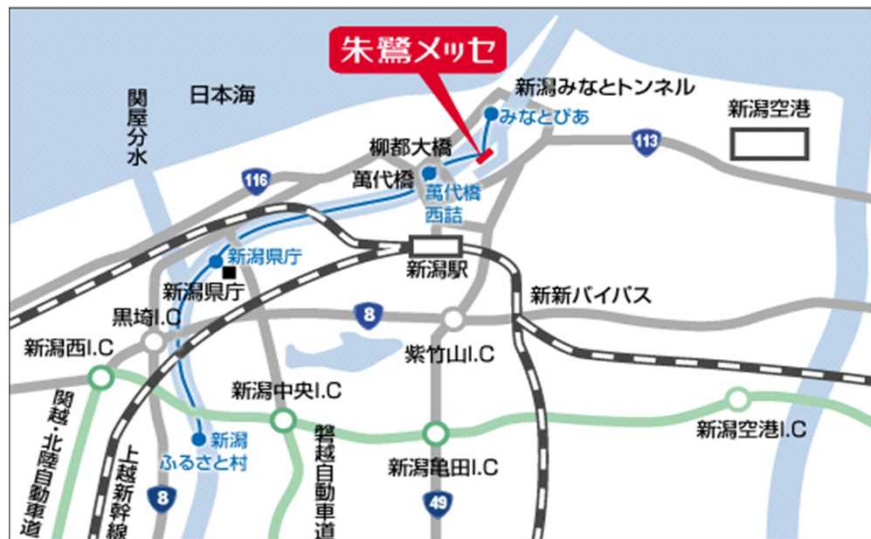 朱鷺メッセ
日本海
関屋分水
新潟みなとトンネル
みなとぴあ
新潟空港
柳都大橋
113
116
萬代橋
萬代橋
西詰
新潟県庁
新潟県庁
新潟駅
新新バイパス
黒埼I.C
8
新潟西I.C
紫竹山I.C
新潟中央I.C
新潟空港I.C
関越・北陸自動車道
上越新幹線
新潟
ふるさと村
磐越自動車道
新潟亀田I.C
8
49